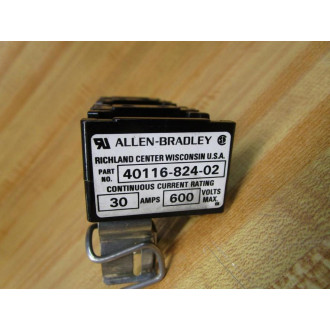 ALLEN-BRADLEY
RICHLAND CENTER WISCONSIN U.S.A.
PART NO. 40116-824-02
CONTINUOUS CURRENT RATING
30 AMPS 600 VOLTS MAX.